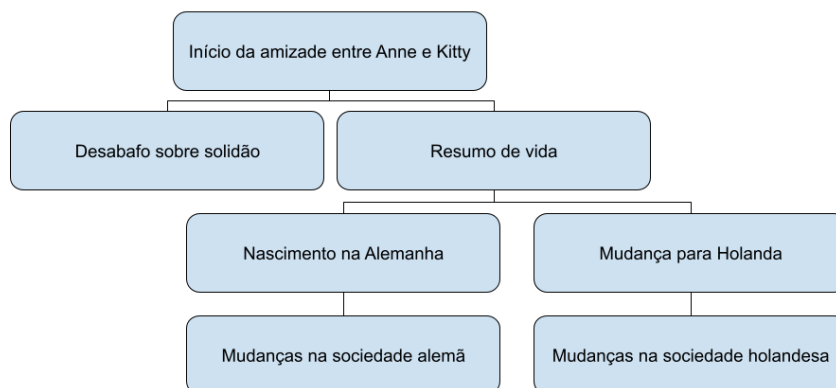 Início da amizade entre Anne e Kitty
Desabafo sobre solidão
Resumo de vida
Nascimento na Alemanha
Mudança para Holanda
Mudanças na sociedade alemã
Mudanças na sociedade holandesa